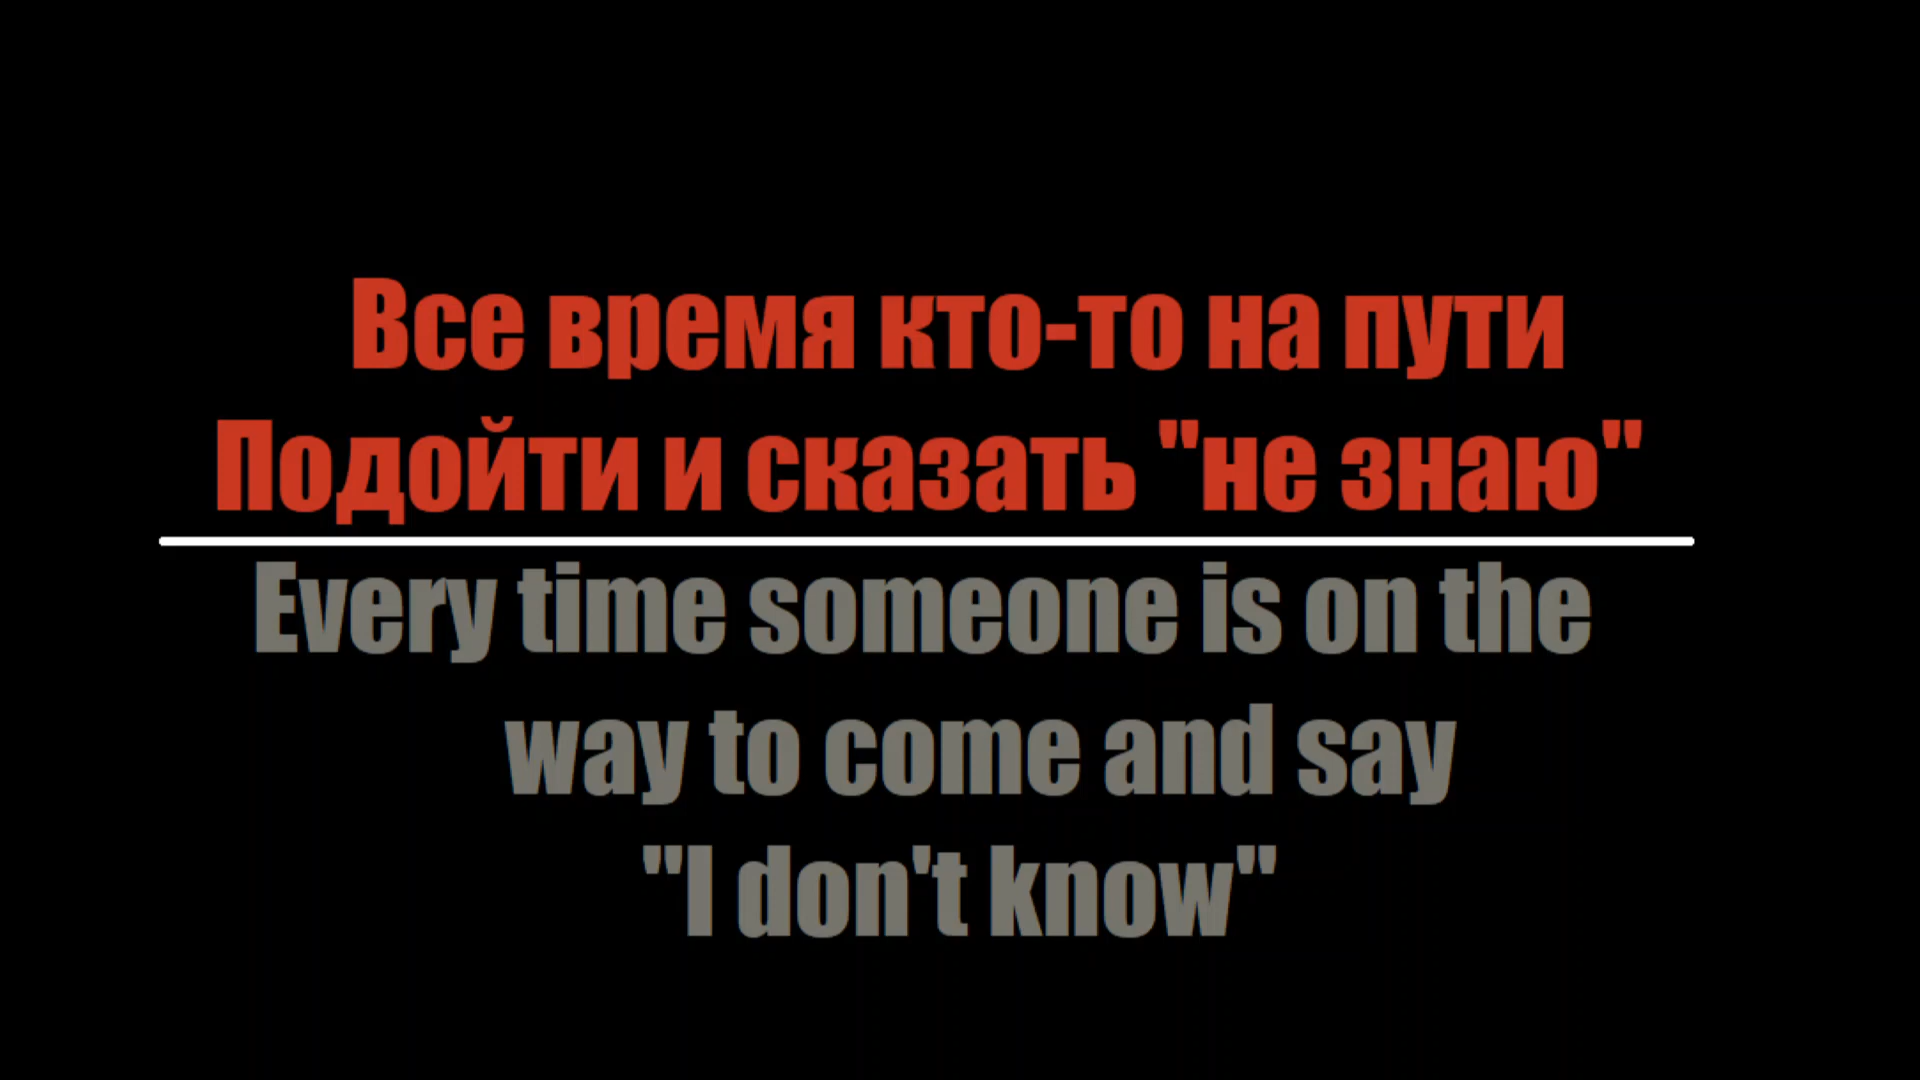 Все время кто-то на пути
Подойти и сказать "не знаю"
Every time someone is on the
way to come and say
"I don't know"